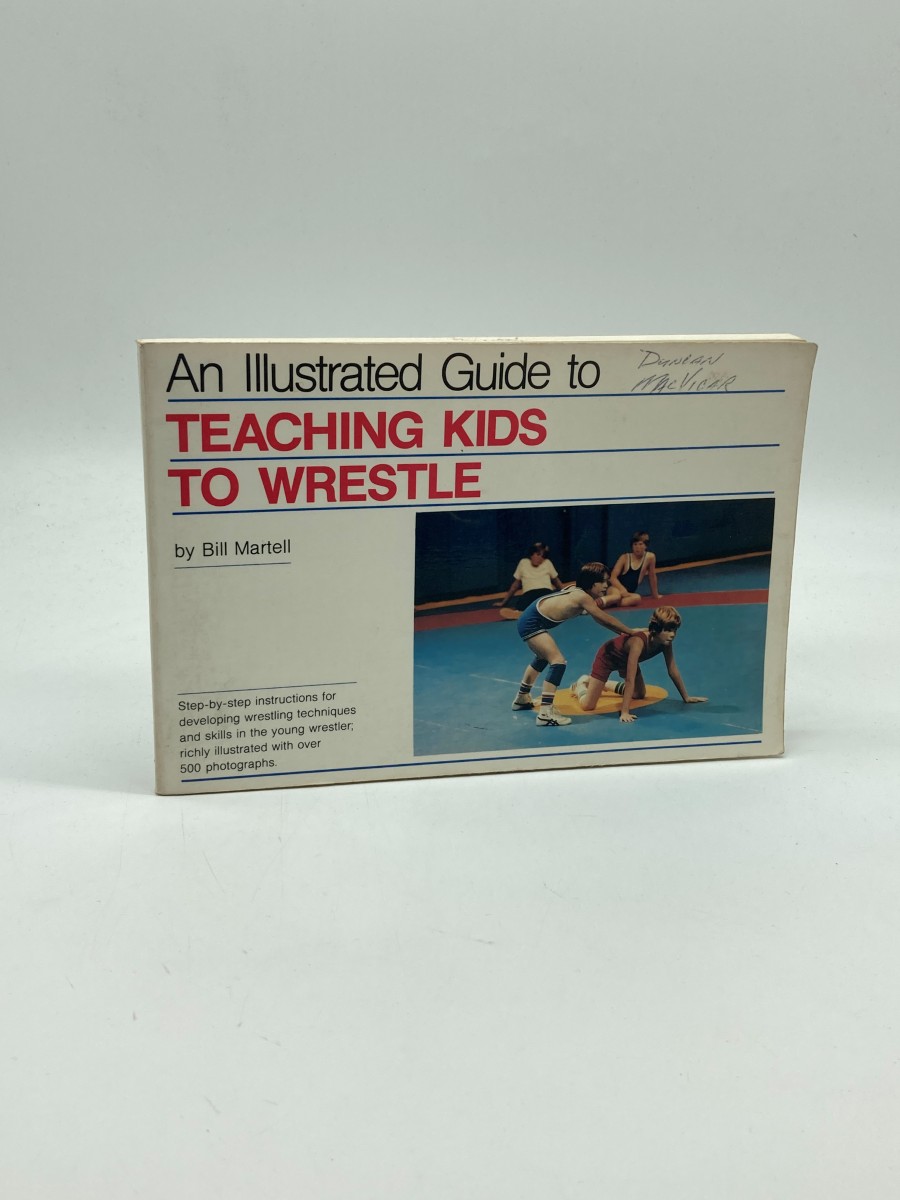 An Illustrated Guide to
Duncan
MacVicar
TEACHING KIDS
TO WRESTLE
by Bill Martell
Step-by-step instructions for
developing wrestling techniques
and skills in the young wrestler;
richly illustrated with over
500 photographs.